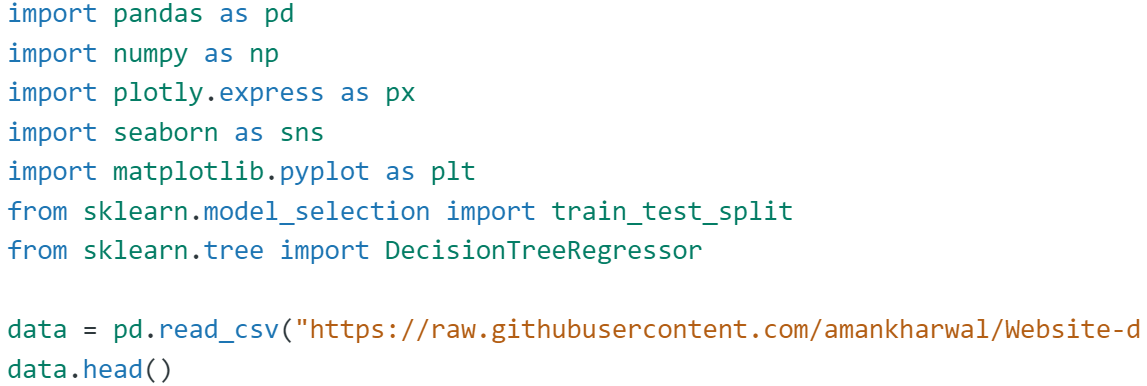 import pandas as pd
import numpy as np
import plotly.express as px
import seaborn as sns
import matplotlib.pyplot as plt
from sklearn.model_selection import train_test_split
from sklearn.tree import DecisionTreeRegressor
data = pd.read_csv("https://raw.githubusercontent.com/amankharwal/Website-d
data.head()